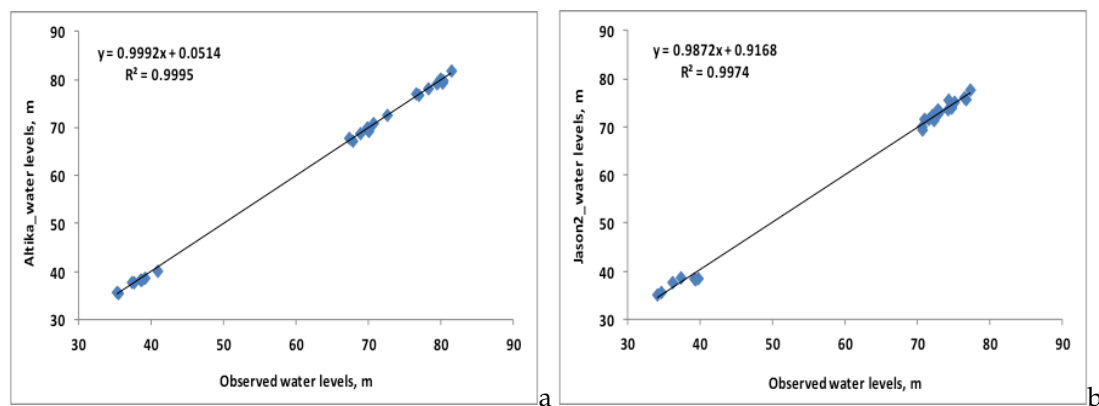 90
y = 0.9992x + 0.0514
R² = 0.9995
80
70
60
50
40
30
30 40 50 60 70 80 90
Altika_water levels, m
Observed water levels, m
a
90
y = 0.9872x + 0.9168
R² = 0.9974
80
70
60
50
40
30
30 40 50 60 70 80 90
Jason2_water levels, m
Observed water levels, m
b